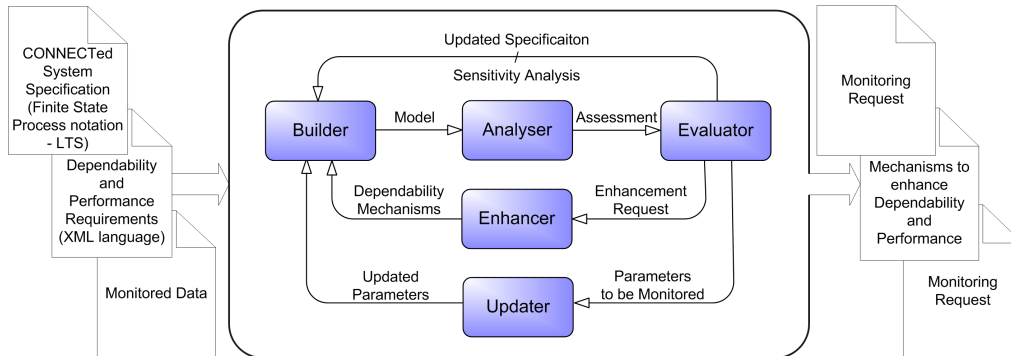 CONNECTed
System
Specification
(Finite State
Process notation
- LTS)
Dependability
and
Performance
Requirements
(XML language)
Monitored Data
Updated Specificaiton
/
Sensitivity Analysis
Builder
Model
Analyser
Assessment
Evaluator
Dependability
Mechanisms
Enhancer
Enhancement
Request
Updated
Parameters
Updater
Parameters
to be Monitored
Monitoring
Request
Mechanisms to
enhance
Dependability
and
Performance
Monitoring
Request